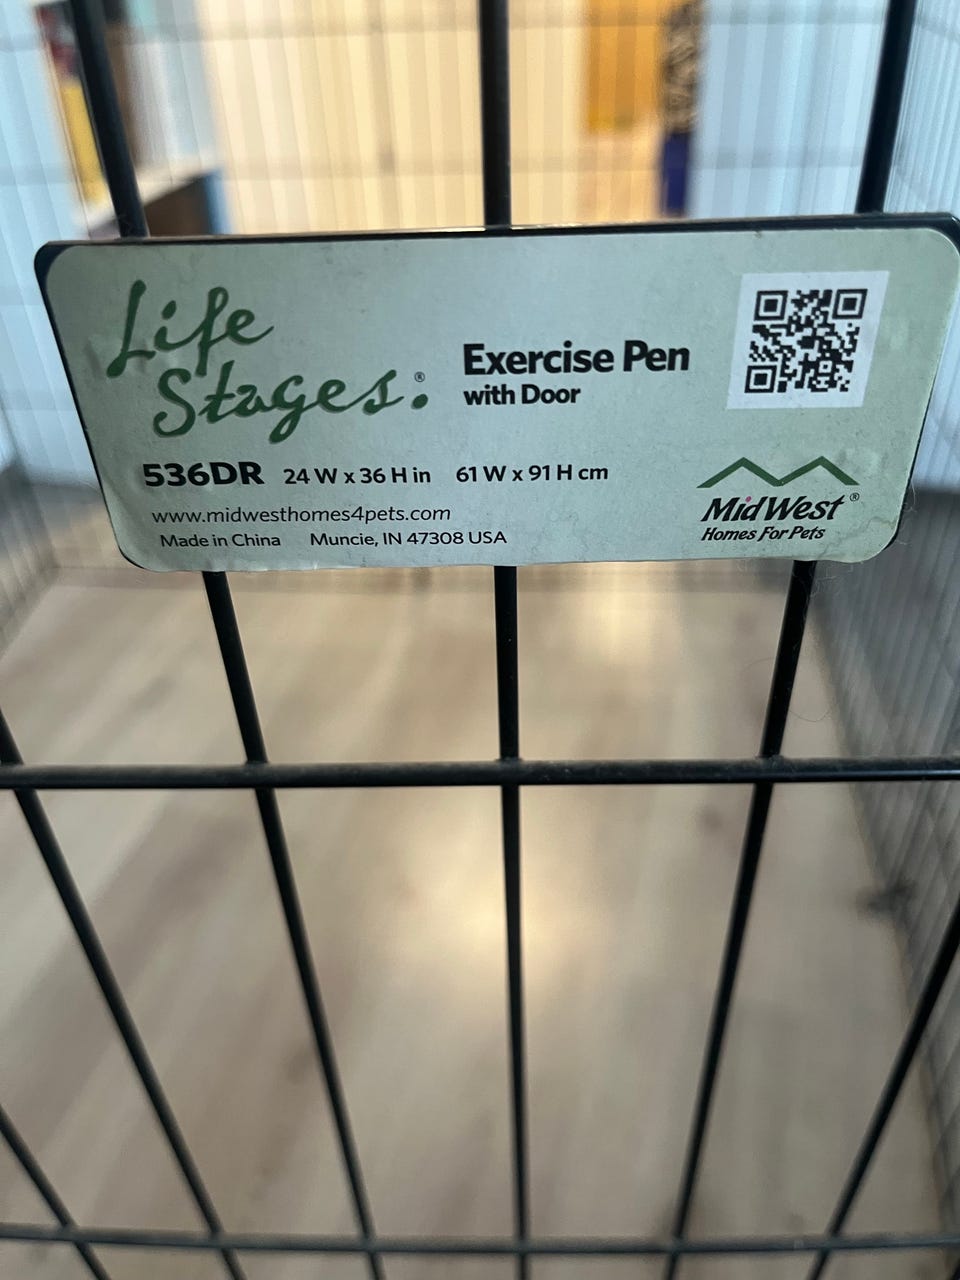 Life
Stages®
Exercise Pen
with Door
536DR 24 W x 36 H in 61 W x 91 H cm
www.midwesthomes4pets.com
Made in China Muncie, IN 47308 USA
MidWest®
Homes For Pets